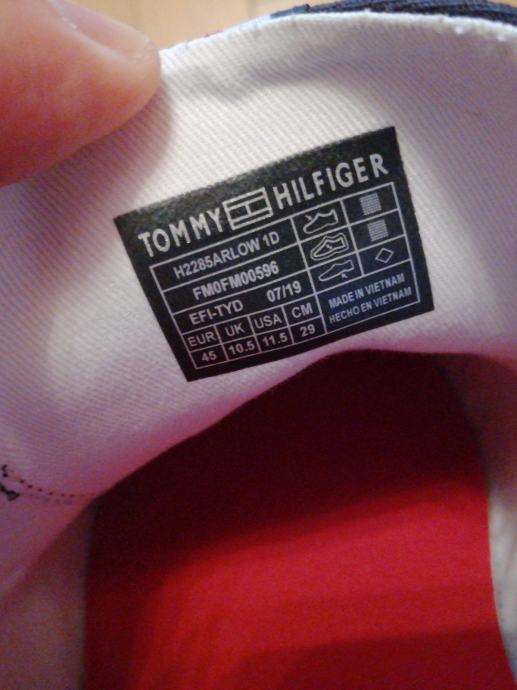 TOMMY HILFIGER
H2285ARLOW 1D
FM0FM00596
EFI-TYD 07/19
EUR UK USA CM
45 10.5 11.5 29
MADE IN VIETNAM
HECHO EN VIETNAM